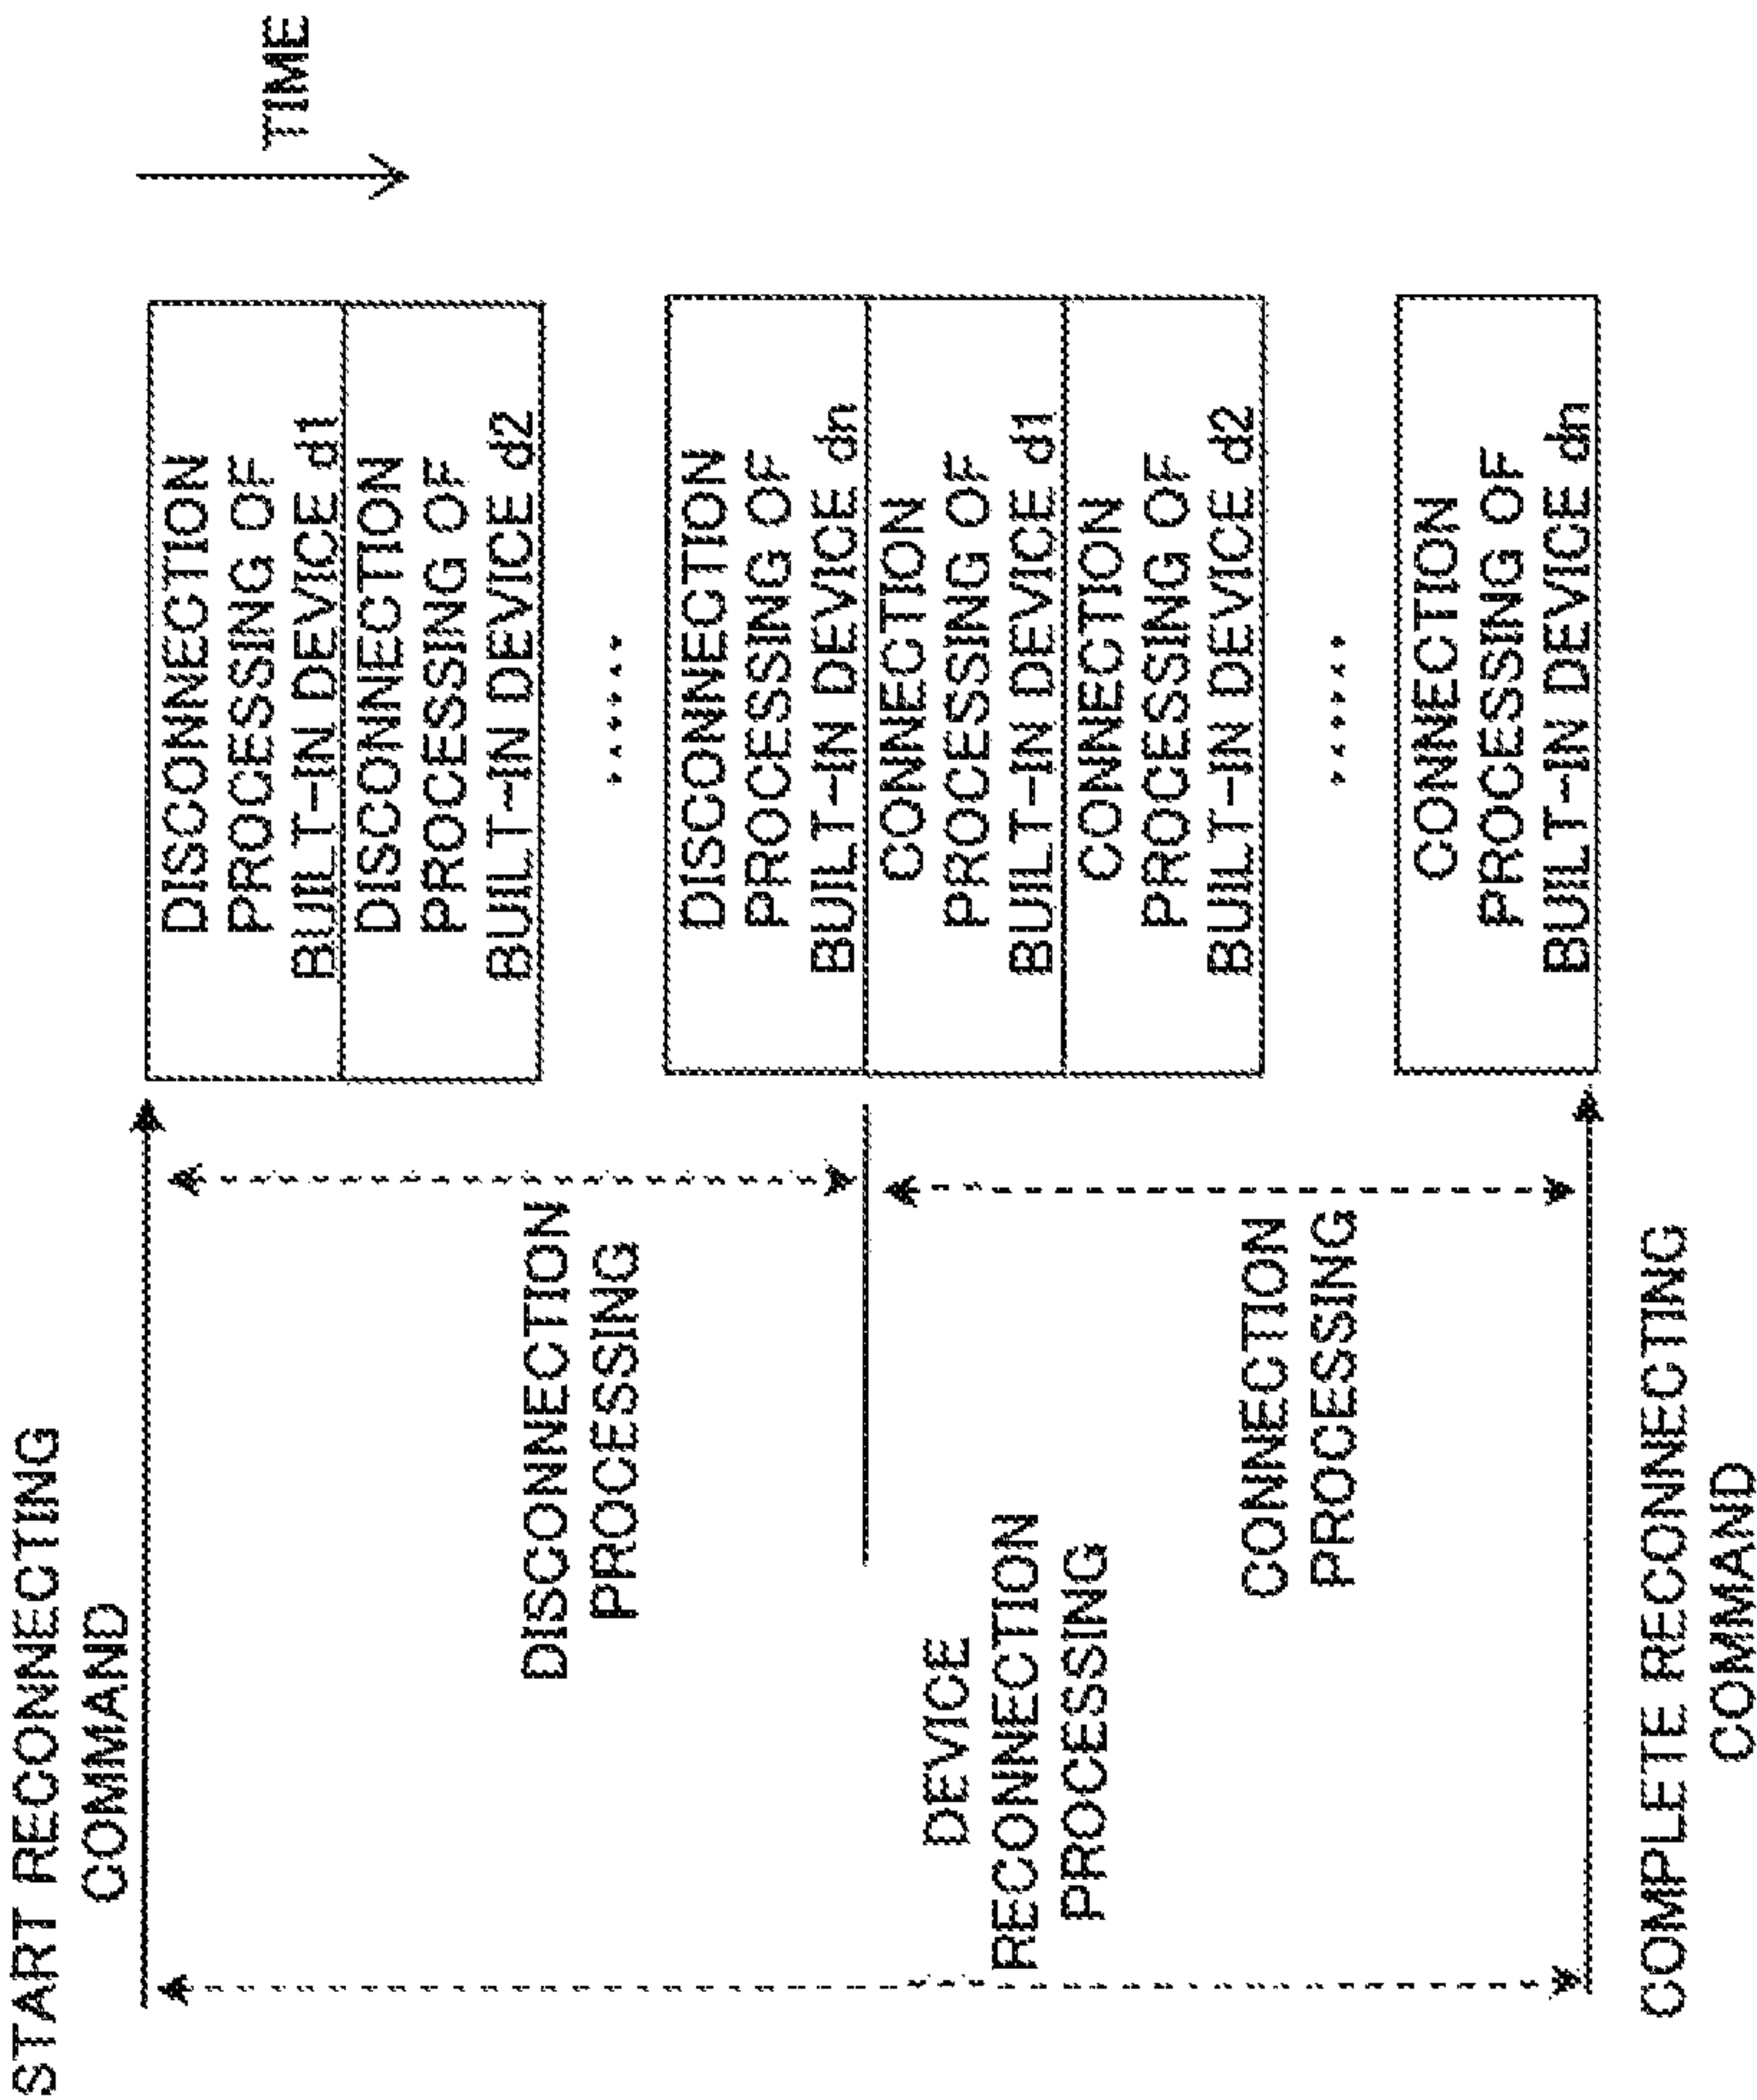 START RECONNECTING
COMMAND
TIME
DISCONNECTION
PROCESSING OF
BUILT-IN DEVICE d1
DISCONNECTION
PROCESSING OF
BUILT-IN DEVICE d2
......
DISCONNECTION
PROCESSING OF
BUILT-IN DEVICE dn
CONNECTION
PROCESSING OF
BUILT-IN DEVICE d1
CONNECTION
PROCESSING OF
BUILT-IN DEVICE d2
......
CONNECTION
PROCESSING OF
BUILT-IN DEVICE dn
DISCONNECTION
PROCESSING
DEVICE
RECONNECTION
PROCESSING
CONNECTION
PROCESSING
COMPLETE RECONNECTING
COMMAND